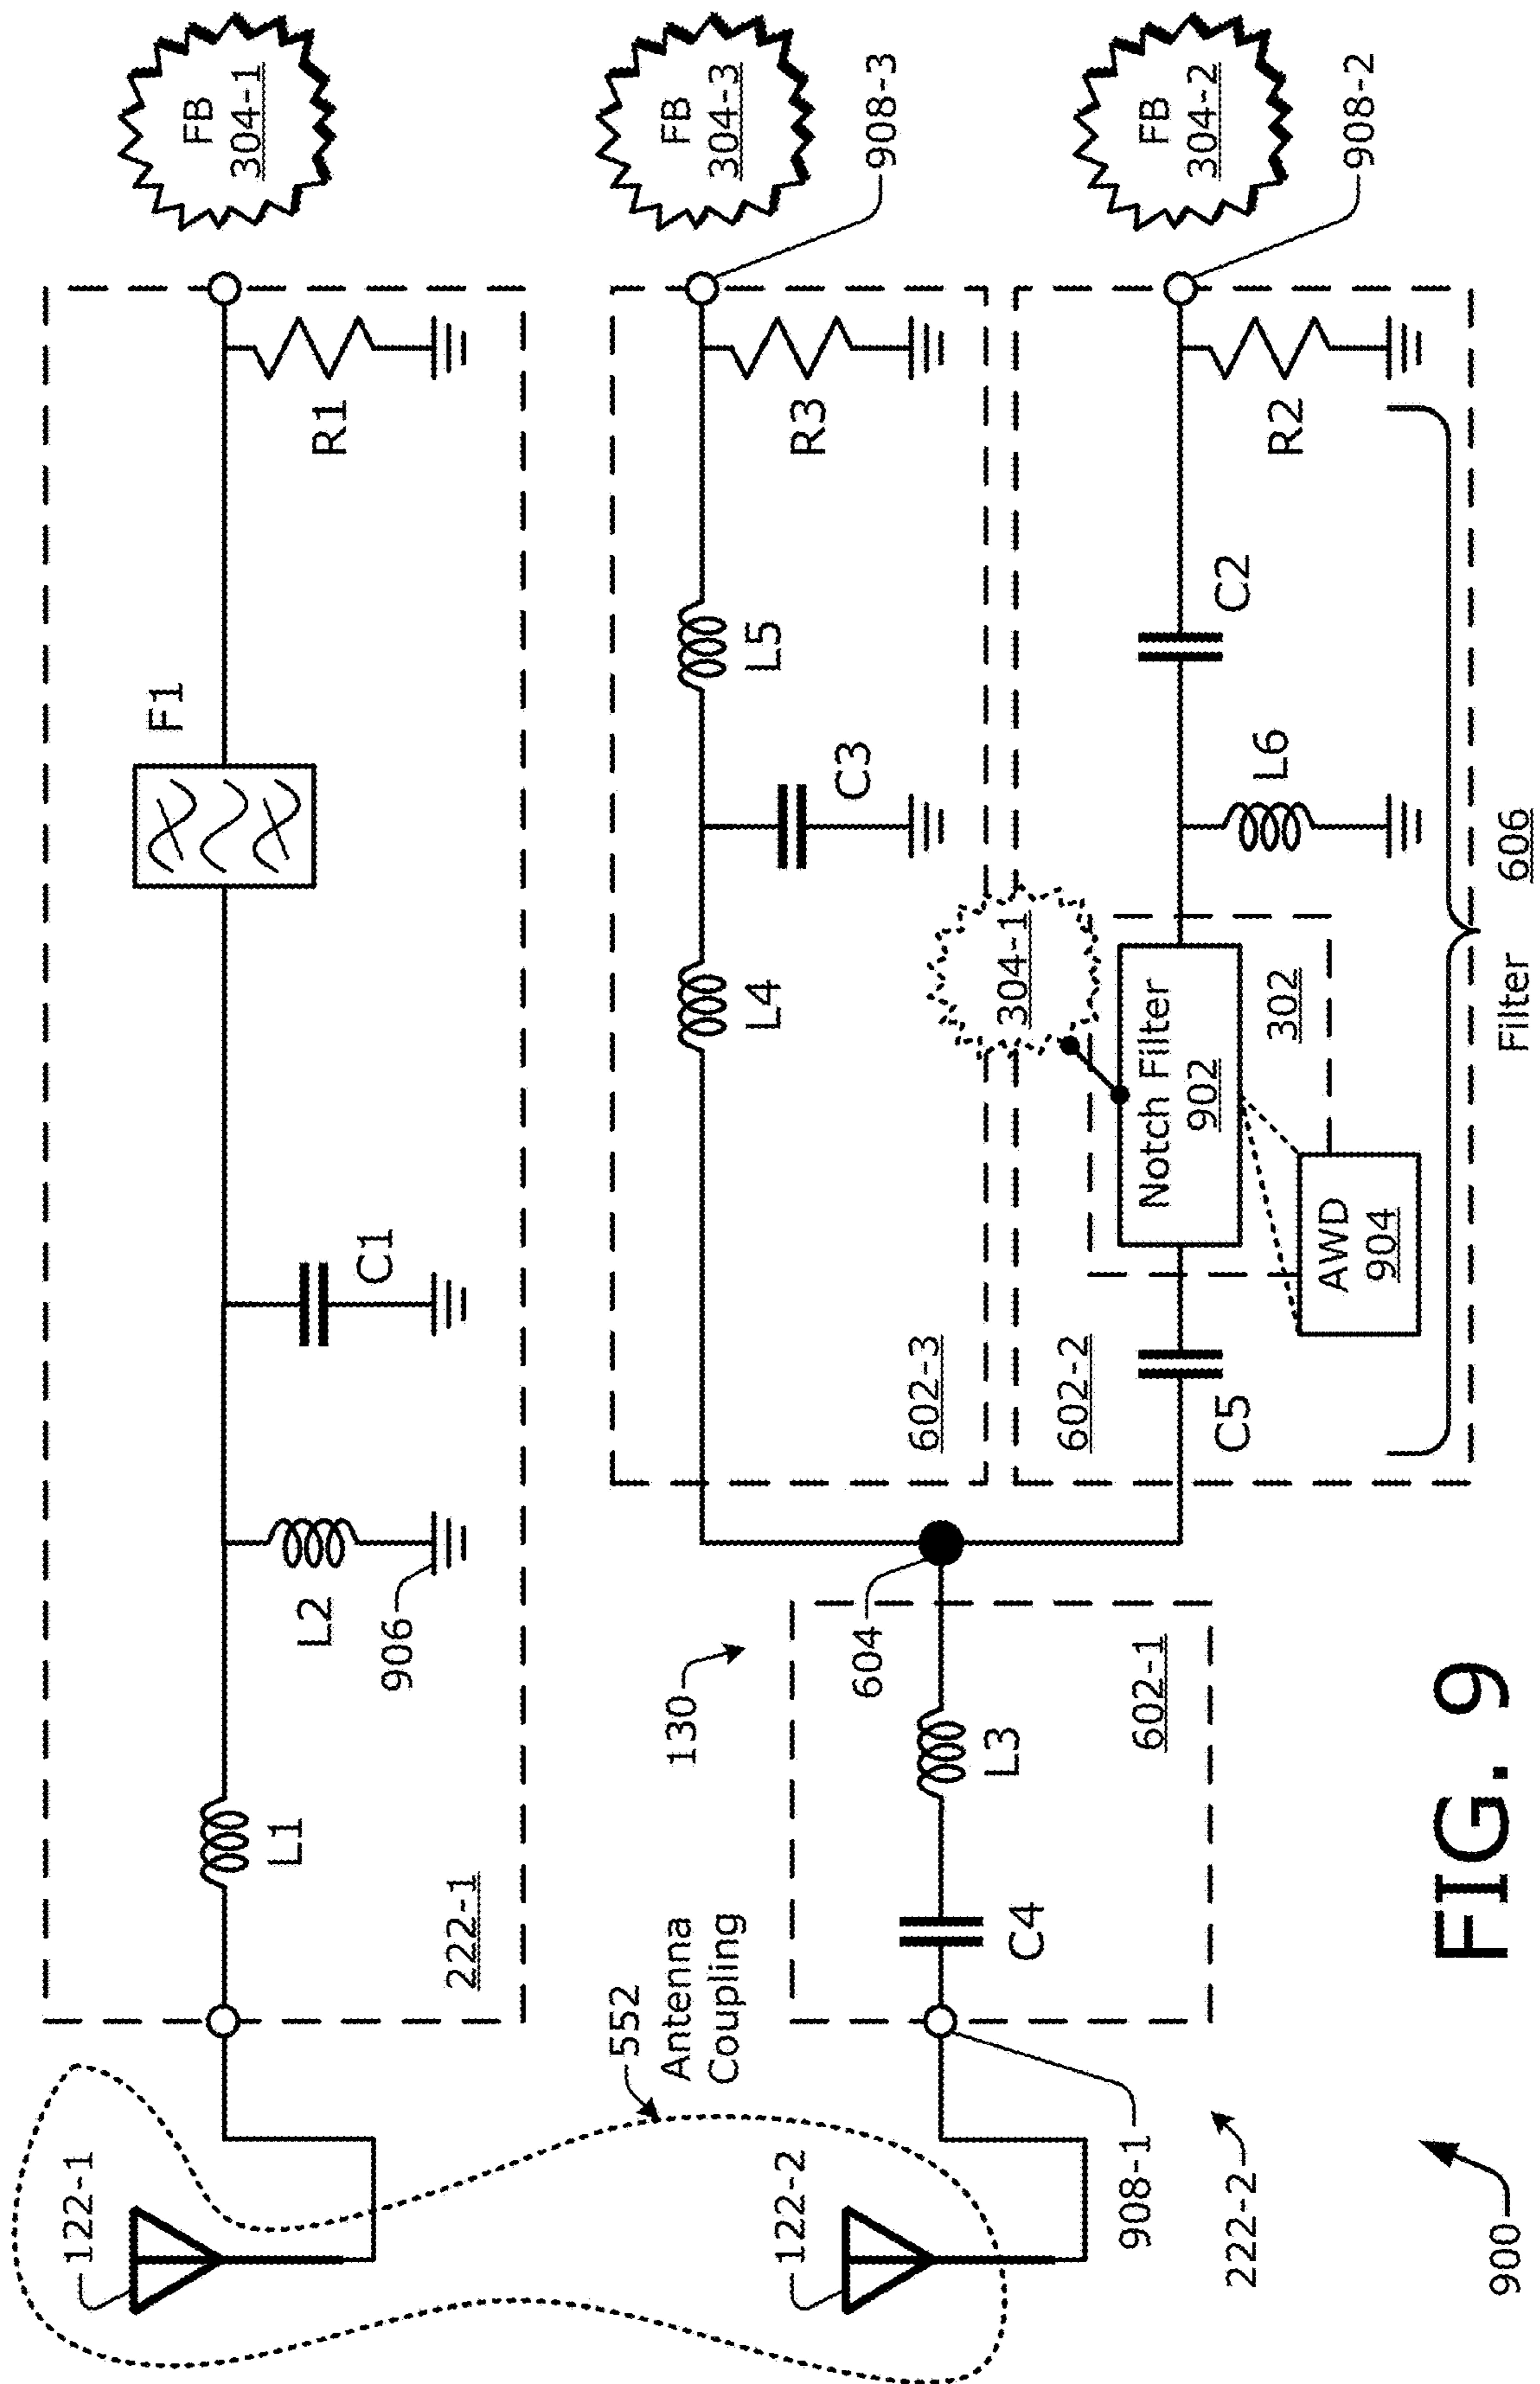 122-1
222-1
L1
L2
906
C1
F1
R1
FB
304-1
552
Antenna
Coupling
130
602-3
L4
C3
L5
R3
FB
304-3
908-3
122-2
908-1
222-2
C4
L3
602-1
604
602-2
C5
304-1
Notch Filter
902
302
AWD
904
L6
C2
R2
FB
304-2
908-2
Filter 606
900
FIG. 9